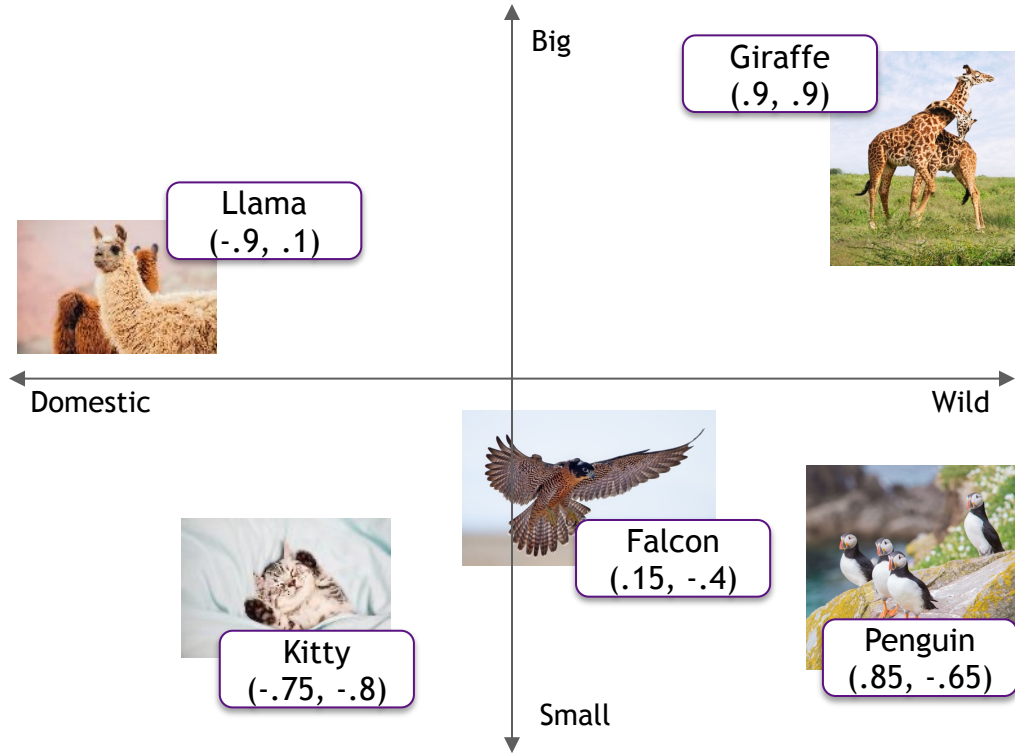 Big
Giraffe
(.9, .9)
Llama
(-.9, .1)
Domestic
Wild
Falcon
(.15, -.4)
Kitty
(-.75, -.8)
Penguin
(.85, -.65)
Small